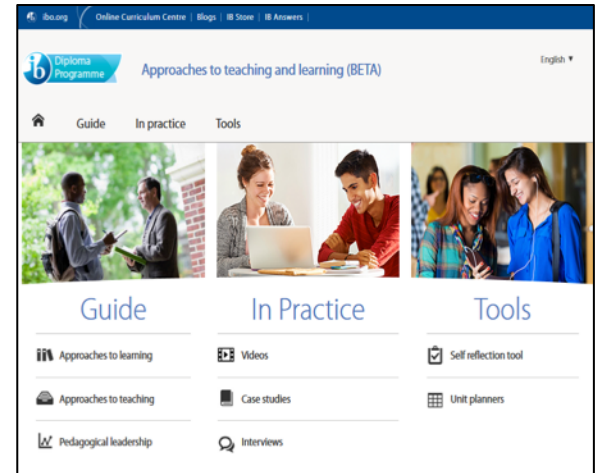 ibo.org Online Curriculum Centre | Blogs | IB Store | IB Answers |
ib Diploma Programme
Approaches to teaching and learning (BETA)
English ▼
Guide In practice Tools
Guide
Approaches to learning
Approaches to teaching
Pedagogical leadership
In Practice
Videos
Case studies
Interviews
Tools
Self reflection tool
Unit planners